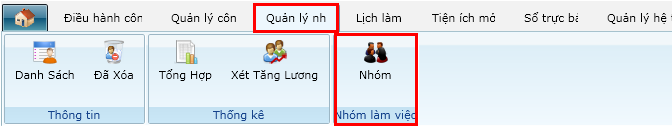 Điều hành côn Quản lý côn Quản lý nh Lịch làm Tiện ích mở Sổ trực bá Quản lý hệ t
Danh Sách Đã Xóa Tổng Hợp Xét Tăng Lương Nhóm
Thông tin Thống kê Nhóm làm việc